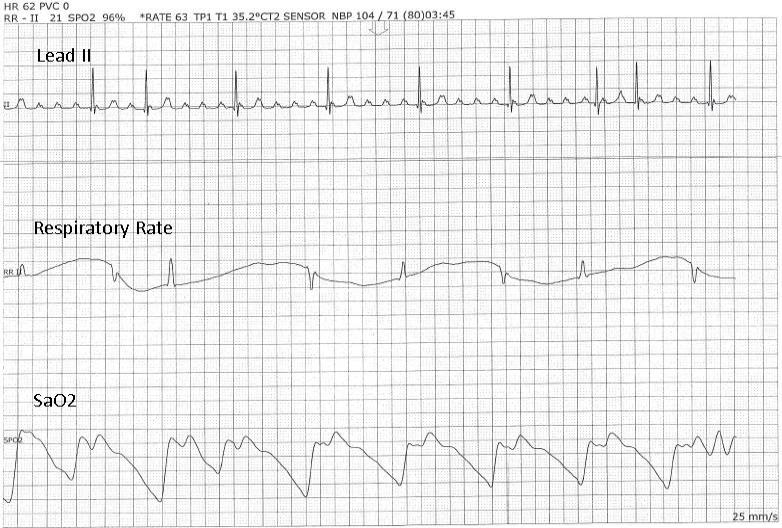 HR 62 PVC 0
RR - II 21 SPO2 96% *RATE 63 TP1 T1 35.2°CT2 SENSOR NBP 104 / 71 (80)03:45
Lead II
II
Respiratory Rate
RR
SaO2
SPO2
25 mm/s